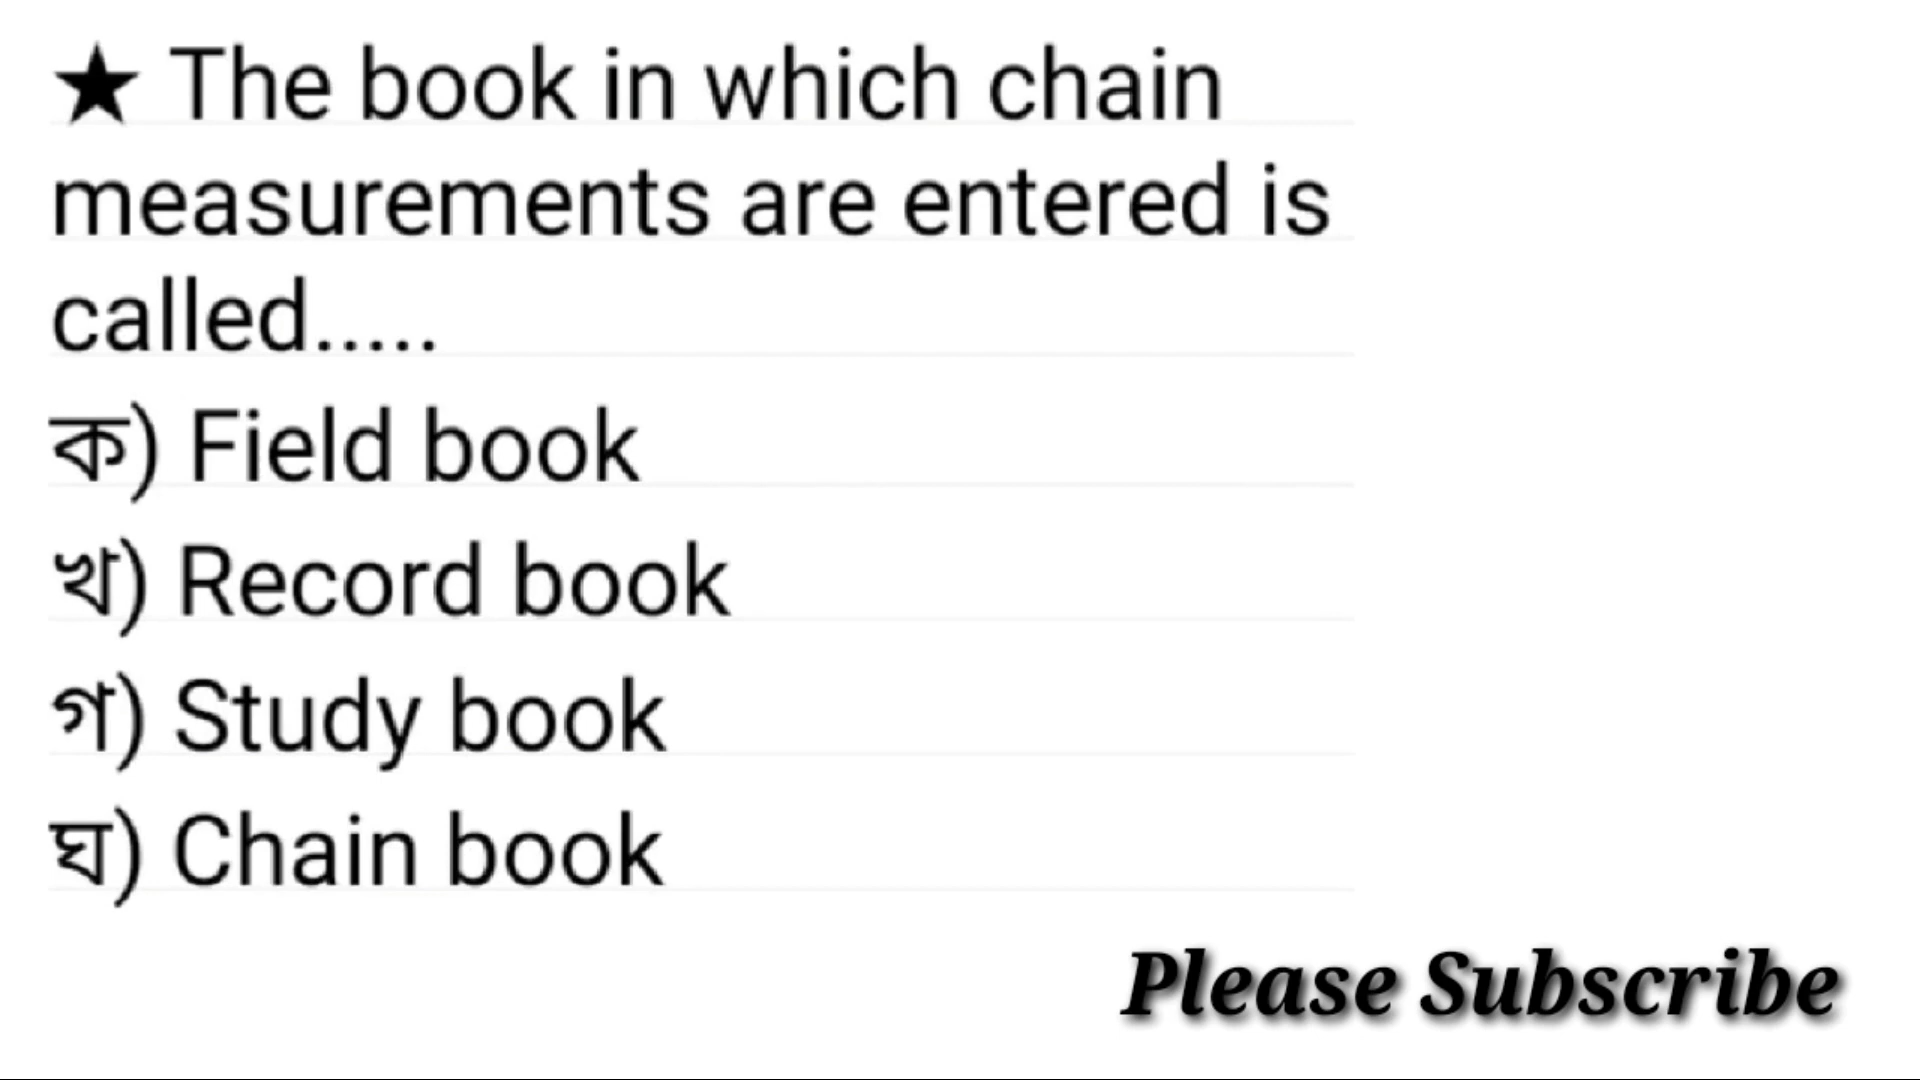 ★ The book in which chain
measurements are entered is
called.....
ক) Field book
খ) Record book
গ) Study book
ঘ) Chain book
Please Subscribe